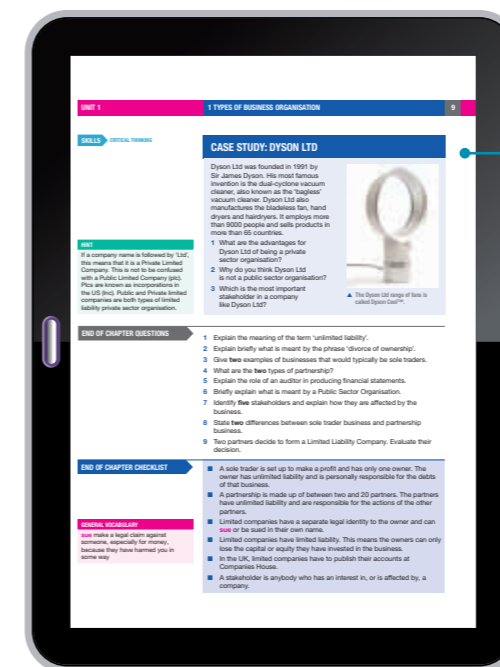 UNIT 1
1 TYPES OF BUSINESS ORGANISATION
9
SKILLS
CRITICAL THINKING
CASE STUDY: DYSON LTD
Dyson Ltd was founded in 1991 by
Sir James Dyson. His most famous
invention is the dual-cyclone vacuum
cleaner, also known as the 'bagless'
vacuum cleaner. Dyson Ltd also
manufactures the bladeless fan, hand
dryers and hairdryers. It employs more
than 9000 people and sells products in
more than 65 countries.
1 What are the advantages for
Dyson Ltd of being a private
sector organisation?
2 Why do you think Dyson Ltd
is not a public sector organisation?
3 Which is the most important
stakeholder in a company
like Dyson Ltd?
▲ The Dyson Ltd range of fans is
called Dyson Cool™.
HINT
If a company name is followed by 'Ltd',
this means that it is a Private Limited
Company. This is not to be confused
with a Public Limited Company (plc).
Plcs are known as incorporations in
the US (Inc). Public and Private limited
companies are both types of limited
liability private sector organisation.
END OF CHAPTER QUESTIONS
1 Explain the meaning of the term 'unlimited liability'.
2 Explain briefly what is meant by the phrase 'divorce of ownership'.
3 Give two examples of businesses that would typically be sole traders.
4 What are the two types of partnership?
5 Explain the role of an auditor in producing financial statements.
6 Briefly explain what is meant by a Public Sector Organisation.
7 Identify five stakeholders and explain how they are affected by the
business.
8 State two differences between sole trader business and partnership
business.
9 Two partners decide to form a Limited Liability Company. Evaluate their
decision.
END OF CHAPTER CHECKLIST
■ A sole trader is set up to make a profit and has only one owner. The
owner has unlimited liability and is personally responsible for the debts
of that business.
■ A partnership is made up of between two and 20 partners. The partners
have unlimited liability and are responsible for the actions of the other
partners.
■ Limited companies have a separate legal identity to the owner and can
sue or be sued in their own name.
■ Limited companies have limited liability. This means the owners can only
lose the capital or equity they have invested in the business.
■ In the UK, limited companies have to publish their accounts at
Companies House.
■ A stakeholder is anybody who has an interest in, or is affected by, a
company.
GENERAL VOCABULARY
sue make a legal claim against
someone, especially for money,
because they have harmed you in
some way